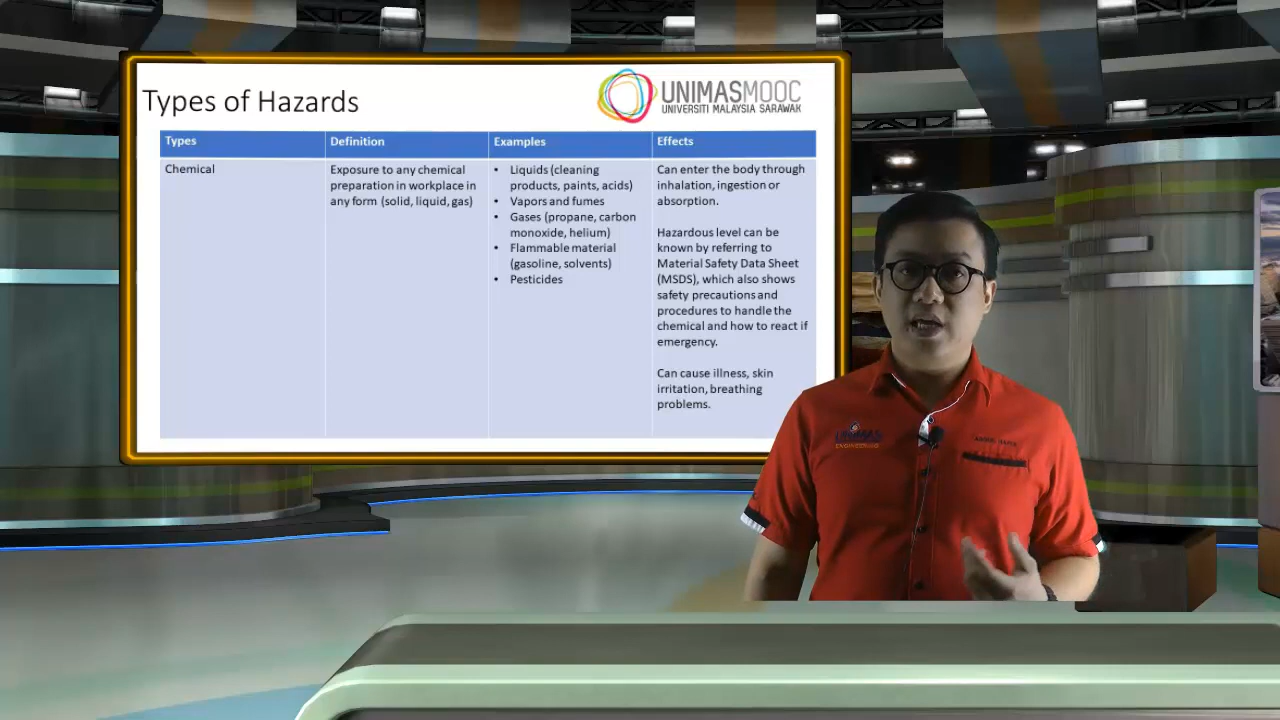 Types of Hazards
UNIMASMOOC
UNIVERSITI MALAYSIA SARAWAK
Types
Definition
Examples
Effects
Chemical
Exposure to any chemical
preparation in workplace in
any form (solid, liquid, gas)
• Liquids (cleaning
products, paints, acids)
• Vapors and fumes
• Gases (propane, carbon
monoxide, helium)
• Flammable material
(gasoline, solvents)
• Pesticides
Can enter the body through
inhalation, ingestion or
absorption.
Hazardous level can be
known by referring to
Material Safety Data Sheet
(MSDS), which also shows
safety precautions and
procedures to handle the
chemical and how to react if
emergency.
Can cause illness, skin
irritation, breathing
problems.
UNIMAS
ENGINEERING